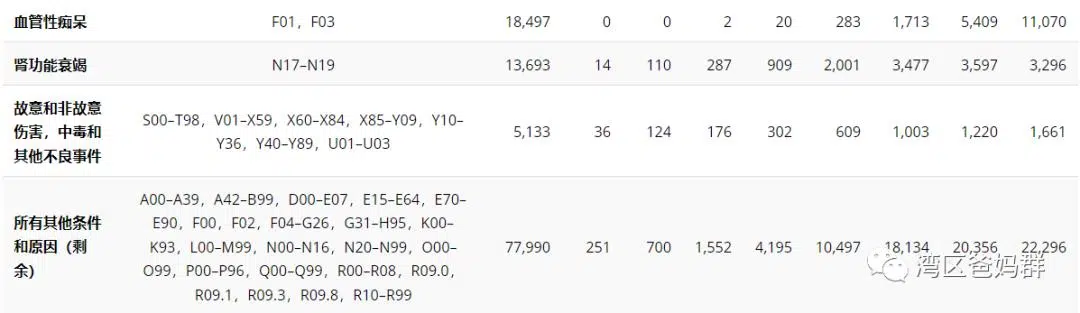 血管性痴呆 F01，F03 18,497 0 0 2 20 283 1,713 5,409 11,070
肾功能衰竭 N17–N19 13,693 14 110 287 909 2,001 3,477 3,597 3,296
故意和非故意
伤害，中毒和
其他不良事件
S00–T98，V01–X59，X60–X84，X85–Y09，Y10–
Y36，Y40–Y89，U01–U03
5,133 36 124 176 302 609 1,003 1,220 1,661
所有其他条件
和原因（剩
余）
A00–A39，A42–B99，D00–E07，E15–E64，E70–
E90，F00，F02，F04–G26，G31–H95，K00–
K93，L00–M99，N00–N16，N20–N99，O00–
O99，P00–P96，Q00–Q99，R00–R08，R09.0，
R09.1，R09.3，R09.8，R10–R99
77,990 251 700 1,552 4,195 10,497 18,134 20,356 22,296
湾区爸妈群